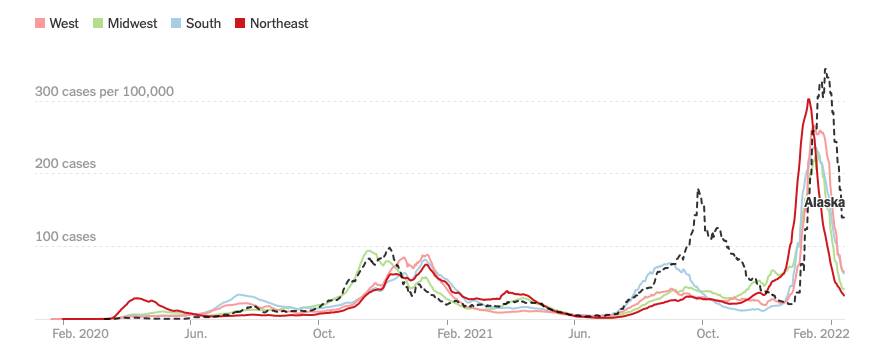 West Midwest South Northeast
300 cases per 100,000
200 cases
100 cases
Alaska
Feb. 2020 Jun. Oct. Feb. 2021 Jun. Oct. Feb. 2022